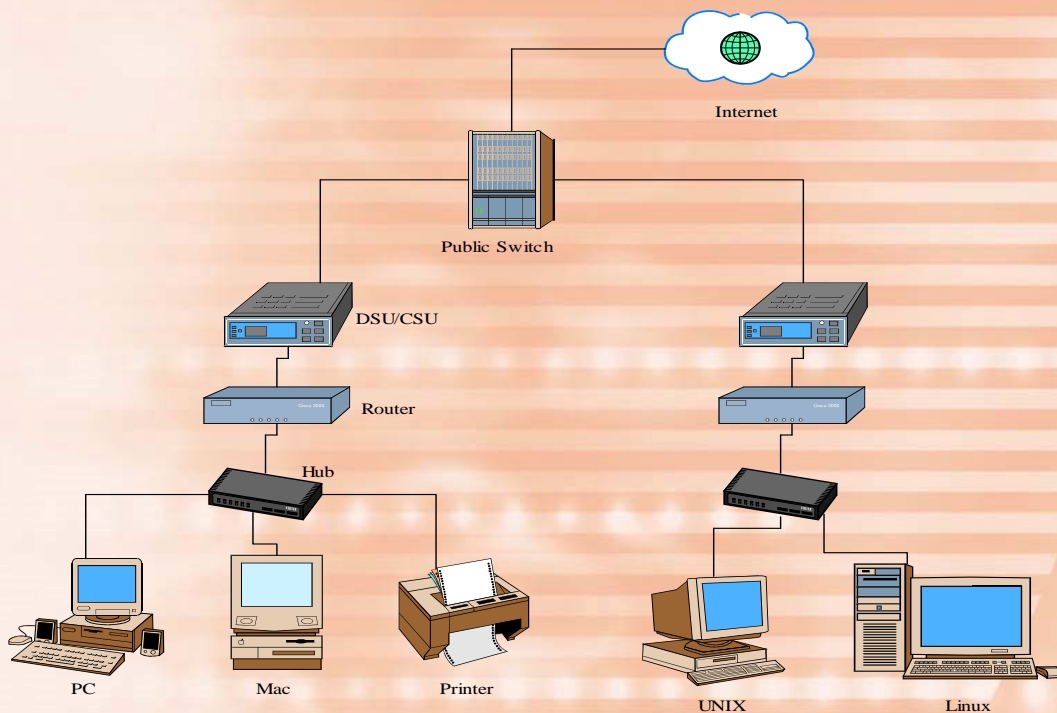 Internet
Public Switch
DSU/CSU
Router
Hub
PC
Mac
Printer
UNIX
Linux